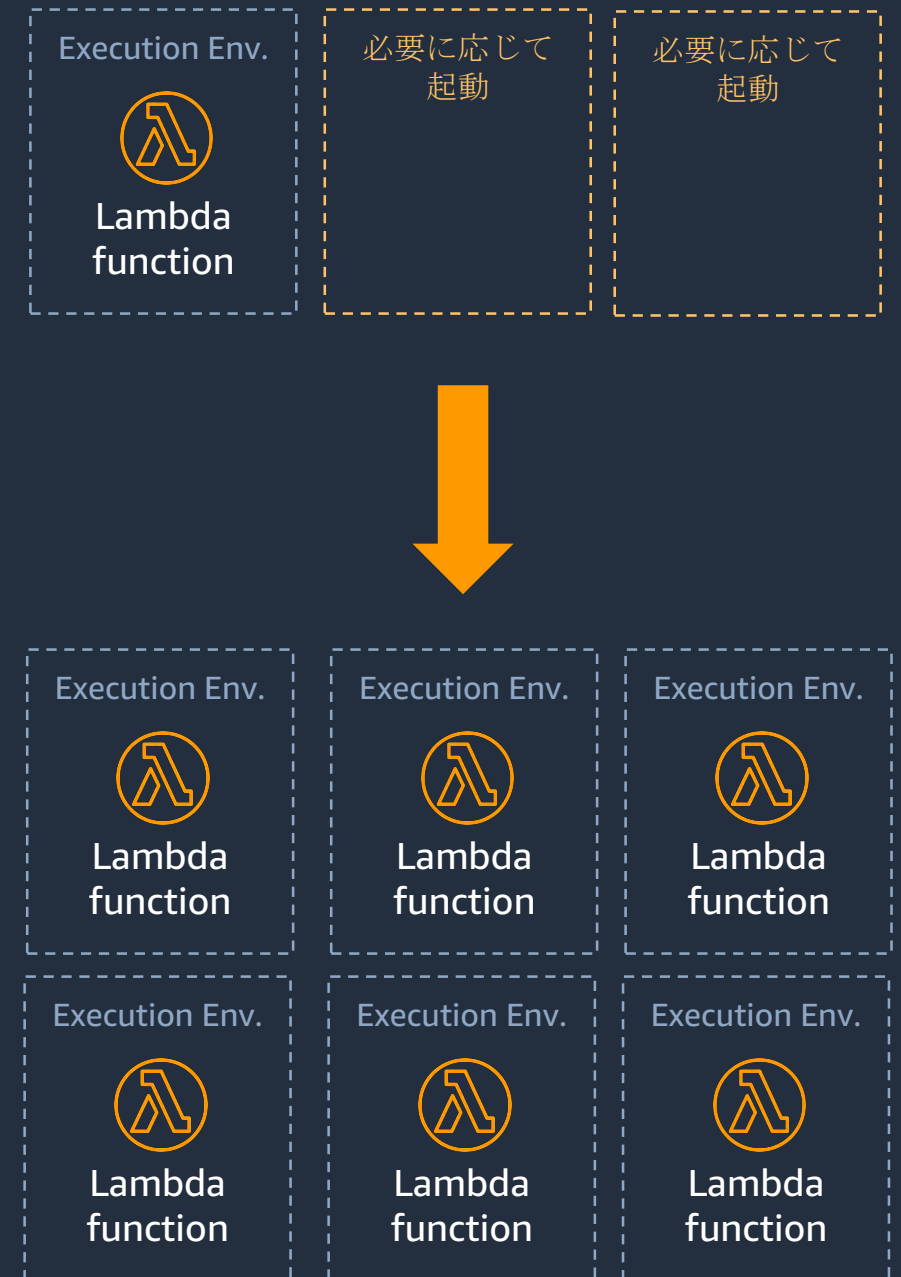 Execution Env.
Lambda
function
必要に応じて
起動
必要に応じて
起動
Execution Env.
Lambda
function
Execution Env.
Lambda
function
Execution Env.
Lambda
function
Execution Env.
Lambda
function
Execution Env.
Lambda
function
Execution Env.
Lambda
function